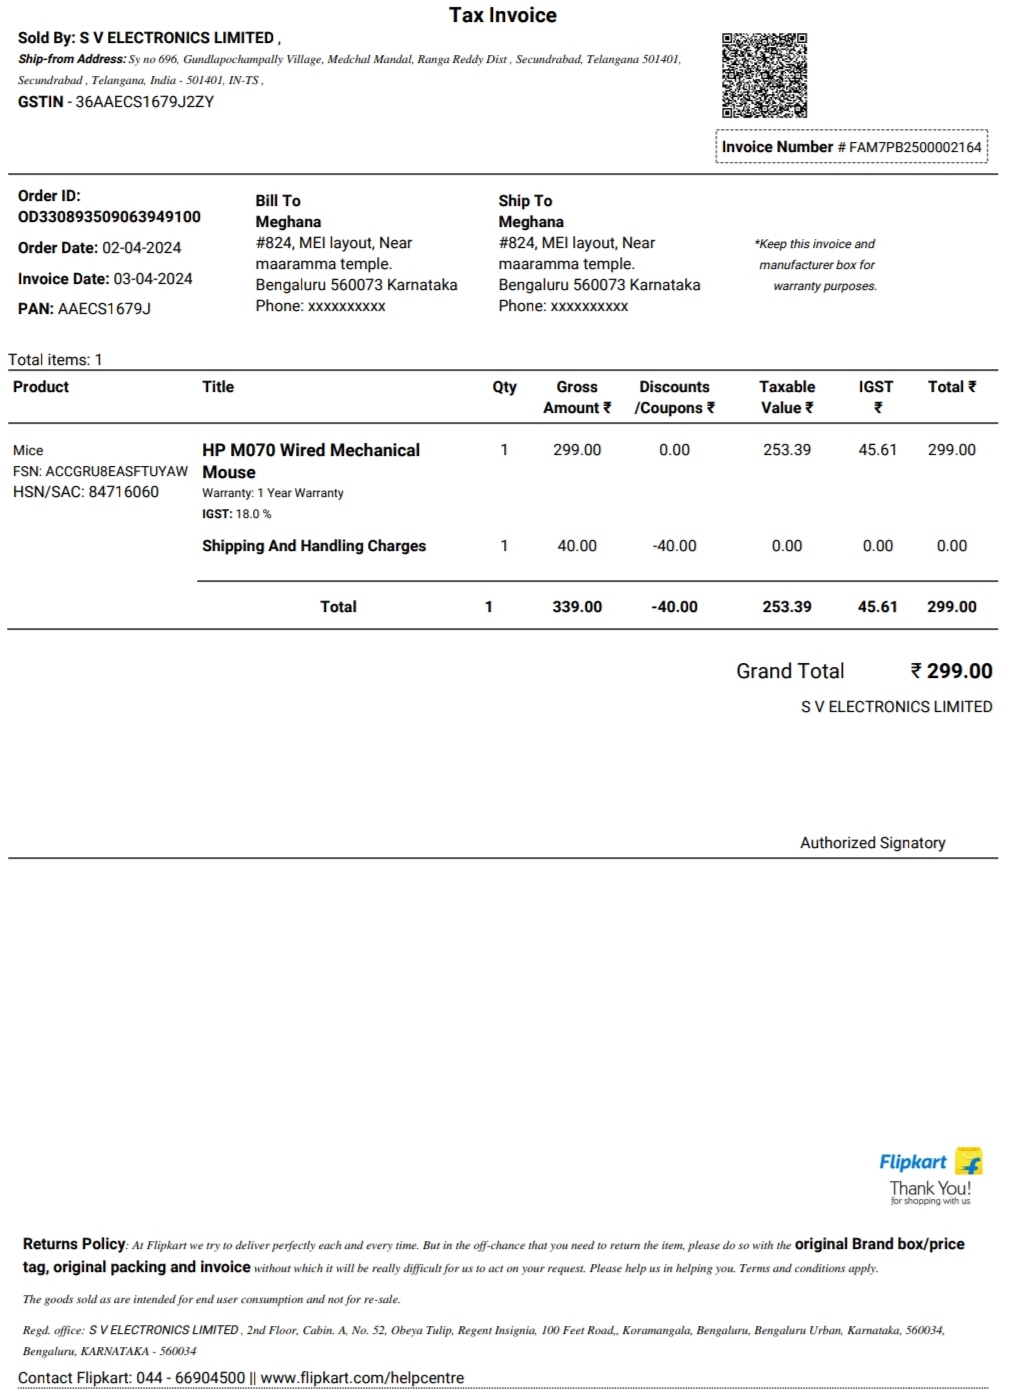 Tax Invoice
Sold By: S V ELECTRONICS LIMITED ,
Ship-from Address: Sy no 696, Gundlapochampally Village, Medchal Mandal, Ranga Reddy Dist , Secundrabad, Telangana 501401,
Secundrabad , Telangana, India - 501401, IN-TS ,
GSTIN - 36AAECS1679J2ZY
Invoice Number # FAM7PB2500002164
Order ID:
OD330893509063949100
Order Date: 02-04-2024
Invoice Date: 03-04-2024
PAN: AAECS1679J
Bill To
Meghana
#824, MEI layout, Near
maaramma temple.
Bengaluru 560073 Karnataka
Phone: xxxxxxxxxx
Ship To
Meghana
#824, MEI layout, Near
maaramma temple.
Bengaluru 560073 Karnataka
Phone: xxxxxxxxxx
*Keep this invoice and
manufacturer box for
warranty purposes.
Total items: 1
Product Title Qty Gross Amount ₹ Discounts /Coupons ₹ Taxable Value ₹ IGST ₹ Total ₹
Mice
FSN: ACCGRU8EASFTUYAW
HSN/SAC: 84716060
HP M070 Wired Mechanical
Mouse
Warranty: 1 Year Warranty
IGST: 18.0 %
1 299.00 0.00 253.39 45.61 299.00
Shipping And Handling Charges 1 40.00 -40.00 0.00 0.00 0.00
Total 1 339.00 -40.00 253.39 45.61 299.00
Grand Total ₹ 299.00
S V ELECTRONICS LIMITED
Authorized Signatory
Flipkart
Thank You!
for shopping with us
Returns Policy: At Flipkart we try to deliver perfectly each and every time. But in the off-chance that you need to return the item, please do so with the original Brand box/price
tag, original packing and invoice without which it will be really difficult for us to act on your request. Please help us in helping you. Terms and conditions apply.
The goods sold as are intended for end user consumption and not for re-sale.
Regd. office: S V ELECTRONICS LIMITED , 2nd Floor, Cabin. A, No. 52, Obeya Tulip, Regent Insignia, 100 Feet Road,, Koramangala, Bengaluru, Bengaluru Urban, Karnataka, 560034,
Bengaluru, KARNATAKA - 560034
Contact Flipkart: 044 - 66904500 || www.flipkart.com/helpcentre